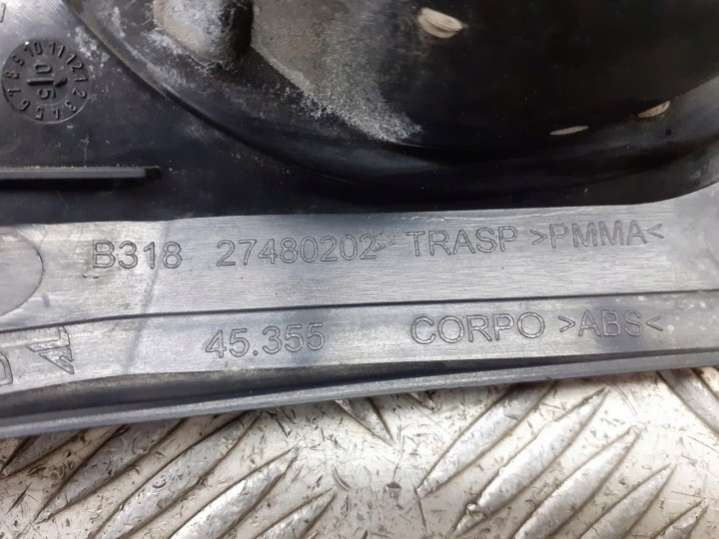 B318 27480202 TRASP >PMMA<
45.355 CORPO >ABS<